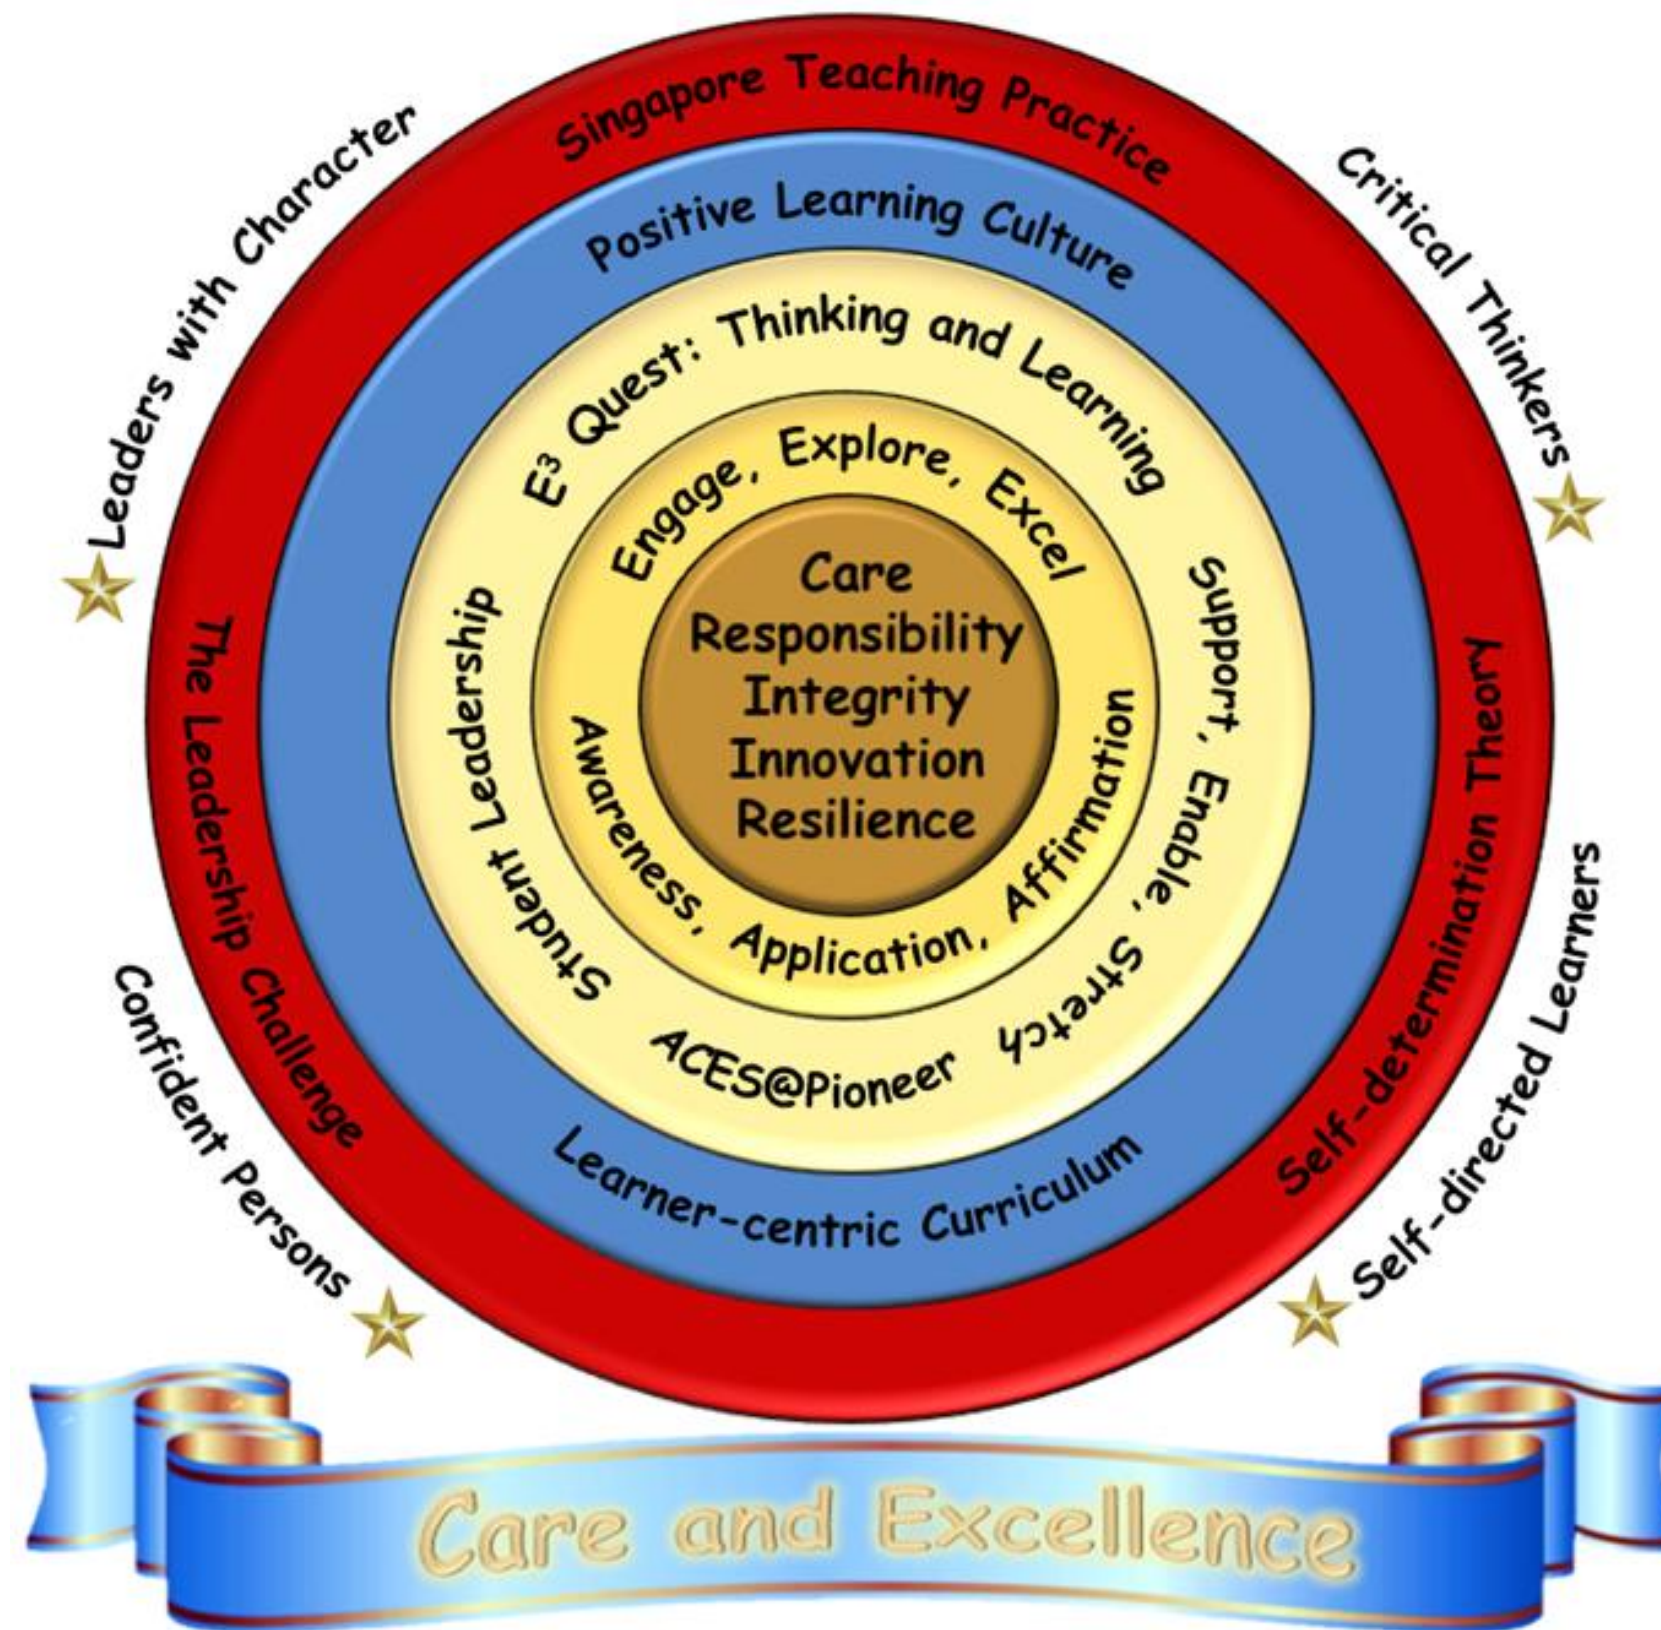 Leaders with Character
Critical Thinkers
Singapore Teaching Practice
Positive Learning Culture
E³ Quest: Thinking and Learning
Engage, Explore, Excel
Care
Responsibility
Integrity
Innovation
Resilience
Awareness, Application, Affirmation
Student Leadership
Support, Enable, Stretch
ACES@Pioneer
Learner-centric Curriculum
The Leadership Challenge
Self-determination Theory
Confident Persons
Self-directed Learners
Care and Excellence